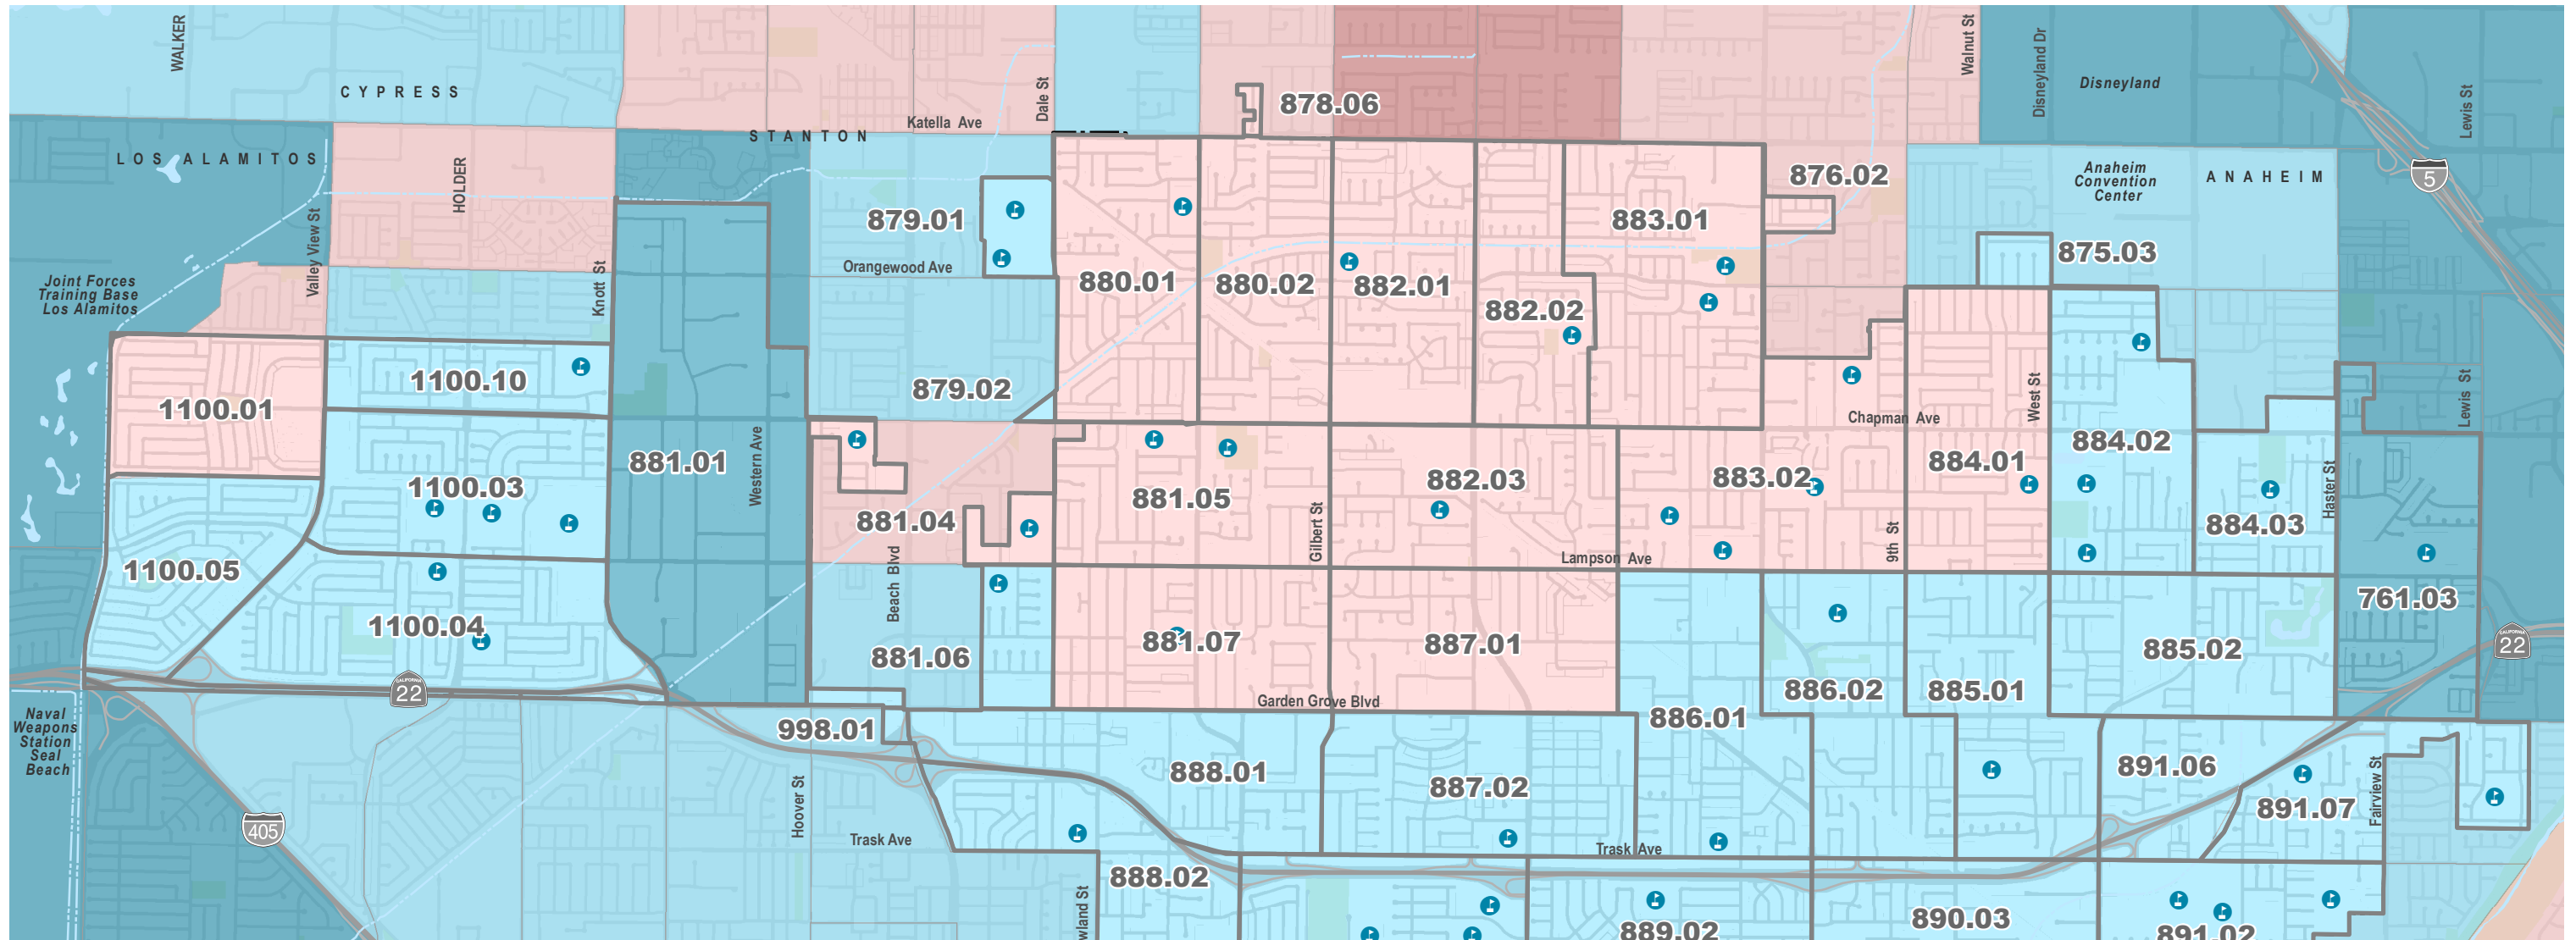 WALKER
CYPRESS
Dale St
878.06
Walnut St
Disneyland Dr
Disneyland
Lewis St
Katella Ave
STANTON
LOS ALAMITOS
HOLDER
876.02
Anaheim
Convention
Center
ANAHEIM
5
Valley View St
879.01
883.01
875.03
Orangewood Ave
Knott St
Joint Forces
Training Base
Los Alamitos
880.01
880.02
882.01
882.02
1100.10
1100.01
879.02
Chapman Ave
West St
Lewis St
884.02
881.01
Western Ave
884.01
1100.03
881.05
882.03
883.02
Haster St
881.04
884.03
Gilbert St
9th St
Lampson Ave
1100.05
Beach Blvd
761.03
1100.04
881.07
887.01
885.02
22
881.06
22
886.02
885.01
Garden Grove Blvd
Naval
Weapons
Station
Seal
Beach
998.01
886.01
888.01
887.02
891.06
891.07
Fairview St
Hoover St
405
Trask Ave
Trask Ave
888.02
wland St
889.02
890.03
891.02